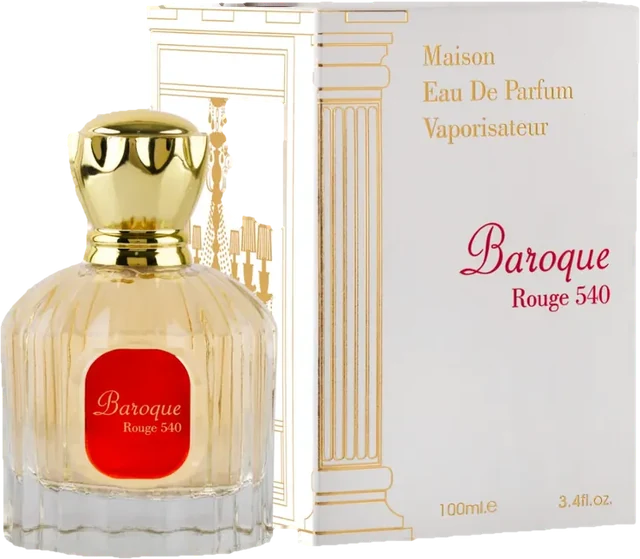 Maison
Eau De Parfum
Vaporisateur
Baroque
Rouge 540
100ml.e
3.4fl.oz.
Baroque
Rouge 540